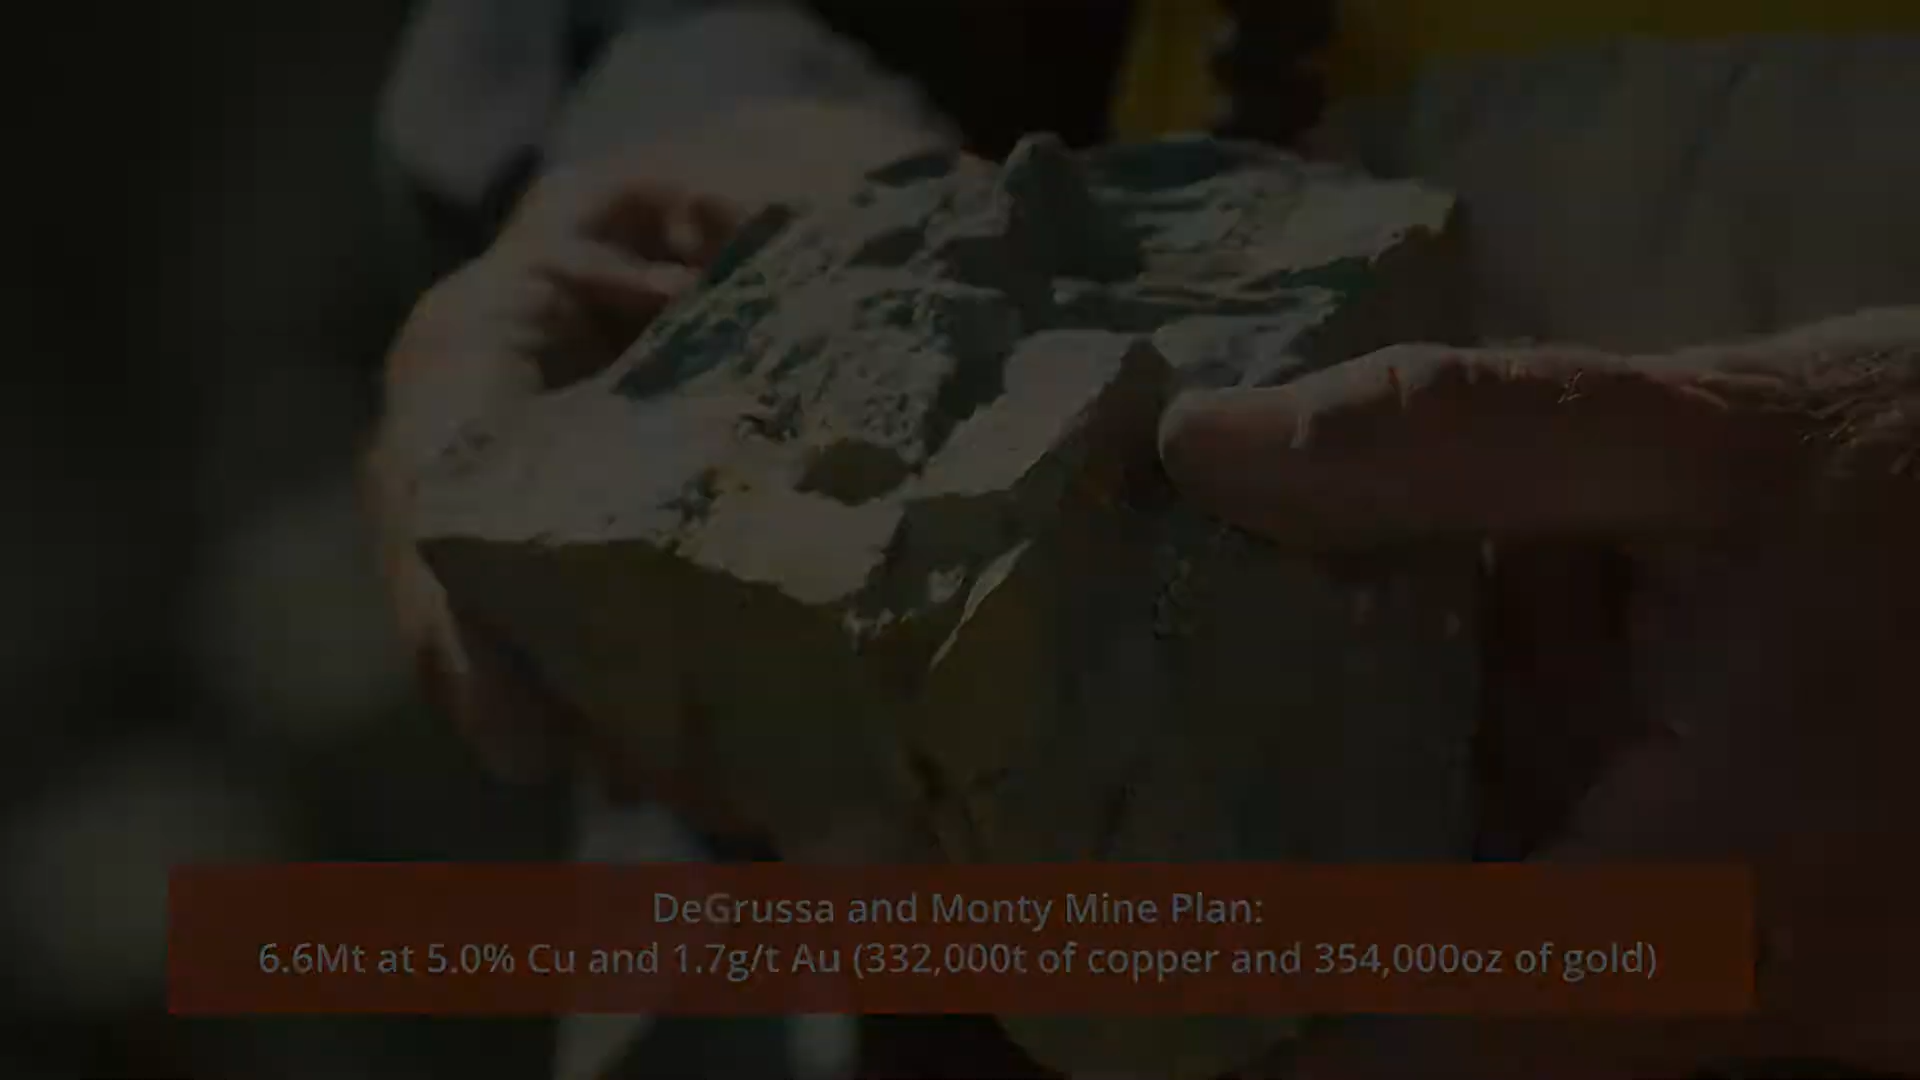 DeGrussa and Monty Mine Plan:
6.6Mt at 5.0% Cu and 1.7g/t Au (332,000t of copper and 354,000oz of gold)